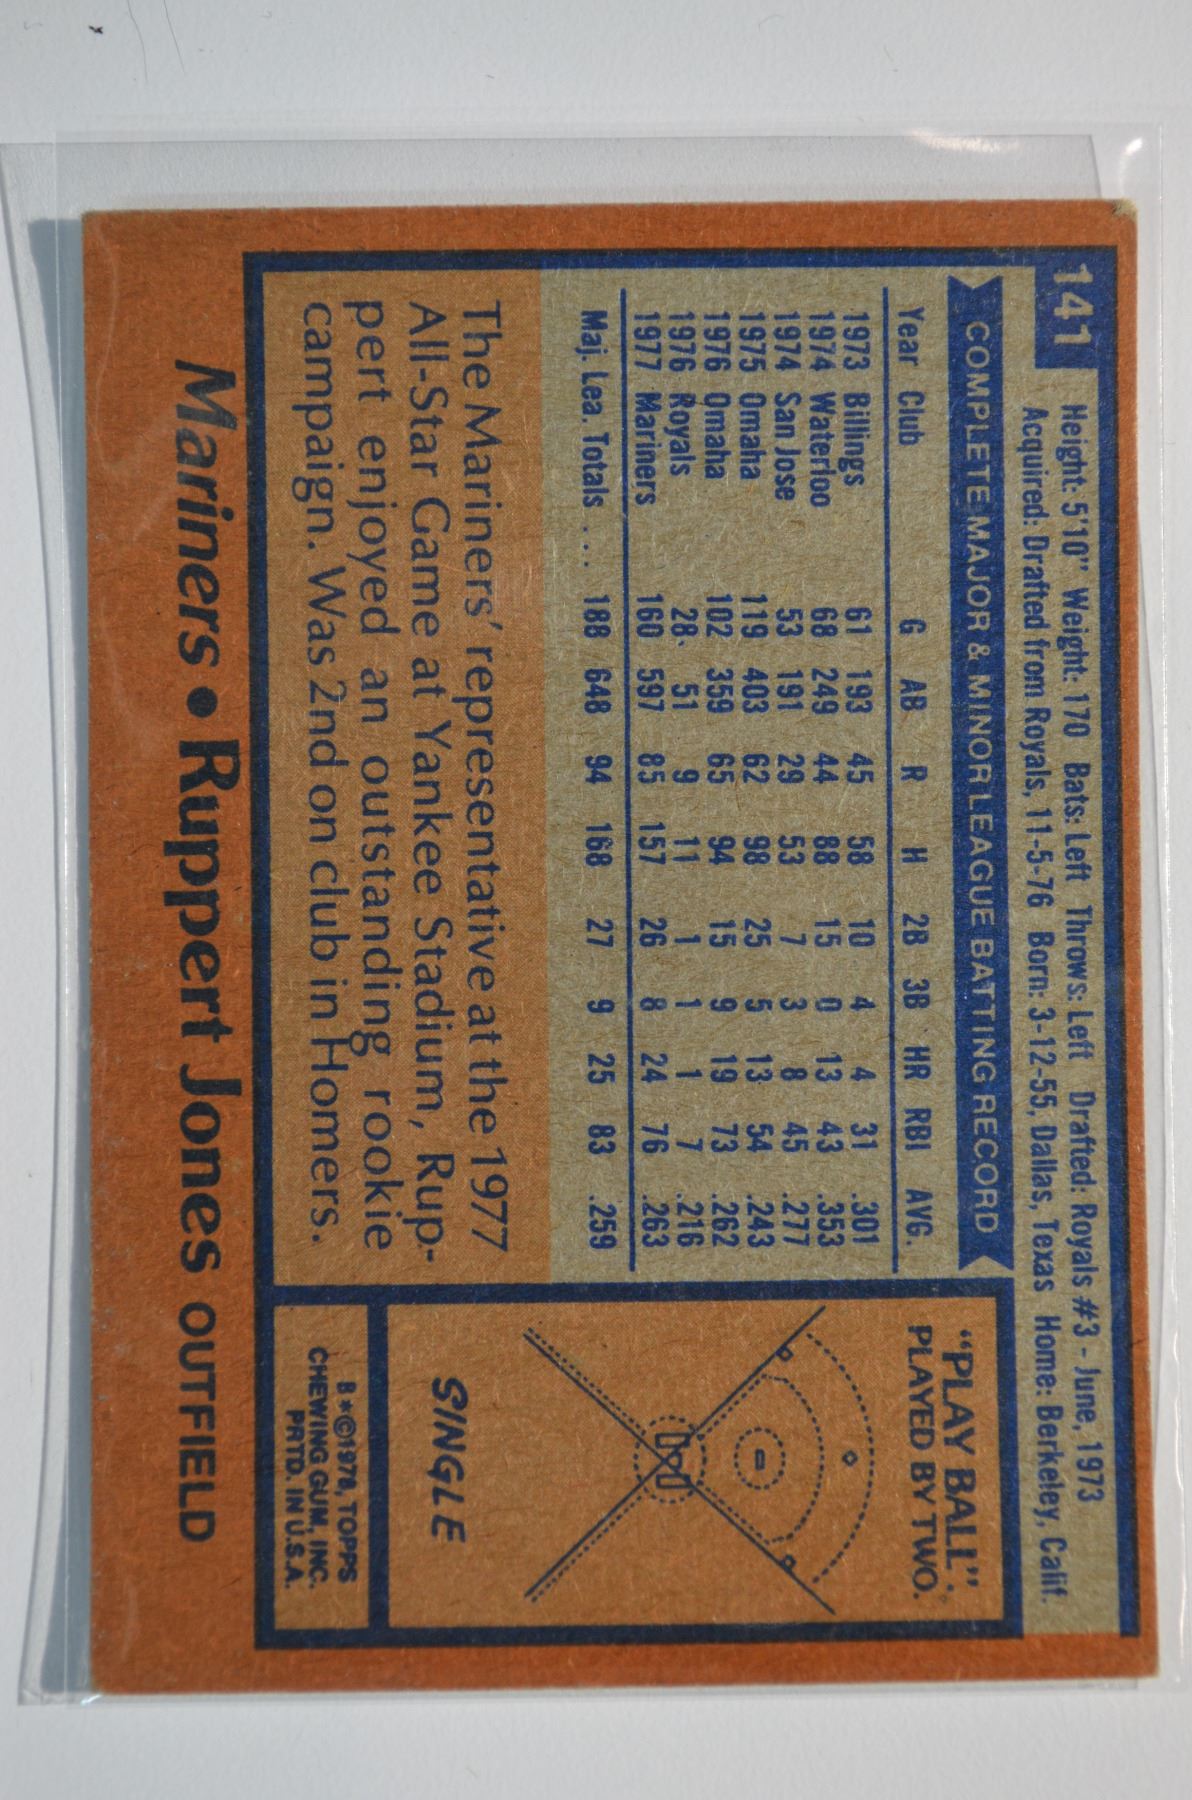 141
Height: 5'10" Weight: 170 Bats: Left Throws: Left Drafted: Royals #3 - June, 1973
Acquired: Drafted from Royals, 11-5-76 Born: 3-12-55, Dallas, Texas Home: Berkeley, Calif.
COMPLETE MAJOR & MINOR LEAGUE BATTING RECORD
Year Club G AB R H 2B 3B HR RBI AVG.
1973 Billings 61 193 45 58 10 4 4 31 .301
1974 Waterloo 68 249 44 88 15 0 13 43 .353
1974 San Jose 53 191 29 53 7 3 8 45 .277
1975 Omaha 119 403 62 98 25 5 13 54 .243
1976 Omaha 102 359 65 94 15 9 19 73 .262
1976 Royals 28 51 9 11 1 1 1 7 .216
1977 Mariners 160 597 85 157 26 8 24 76 .263
Maj. Lea. Totals . . . 188 648 94 168 27 9 25 83 .259
The Mariners' representative at the 1977
All-Star Game at Yankee Stadium, Rup-
pert enjoyed an outstanding rookie
campaign. Was 2nd on club in Homers.
"PLAY BALL".
PLAYED BY TWO.
SINGLE
B*©1978, TOPPS
CHEWING GUM, INC.
PRTD. IN U.S.A.
Mariners • Ruppert Jones OUTFIELD